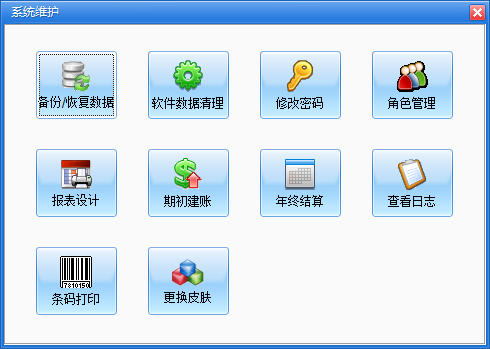 系统维护
备份/恢复数据
软件数据清理
修改密码
角色管理
报表设计
期初建账
年终结算
查看日志
7810150
条码打印
更换皮肤